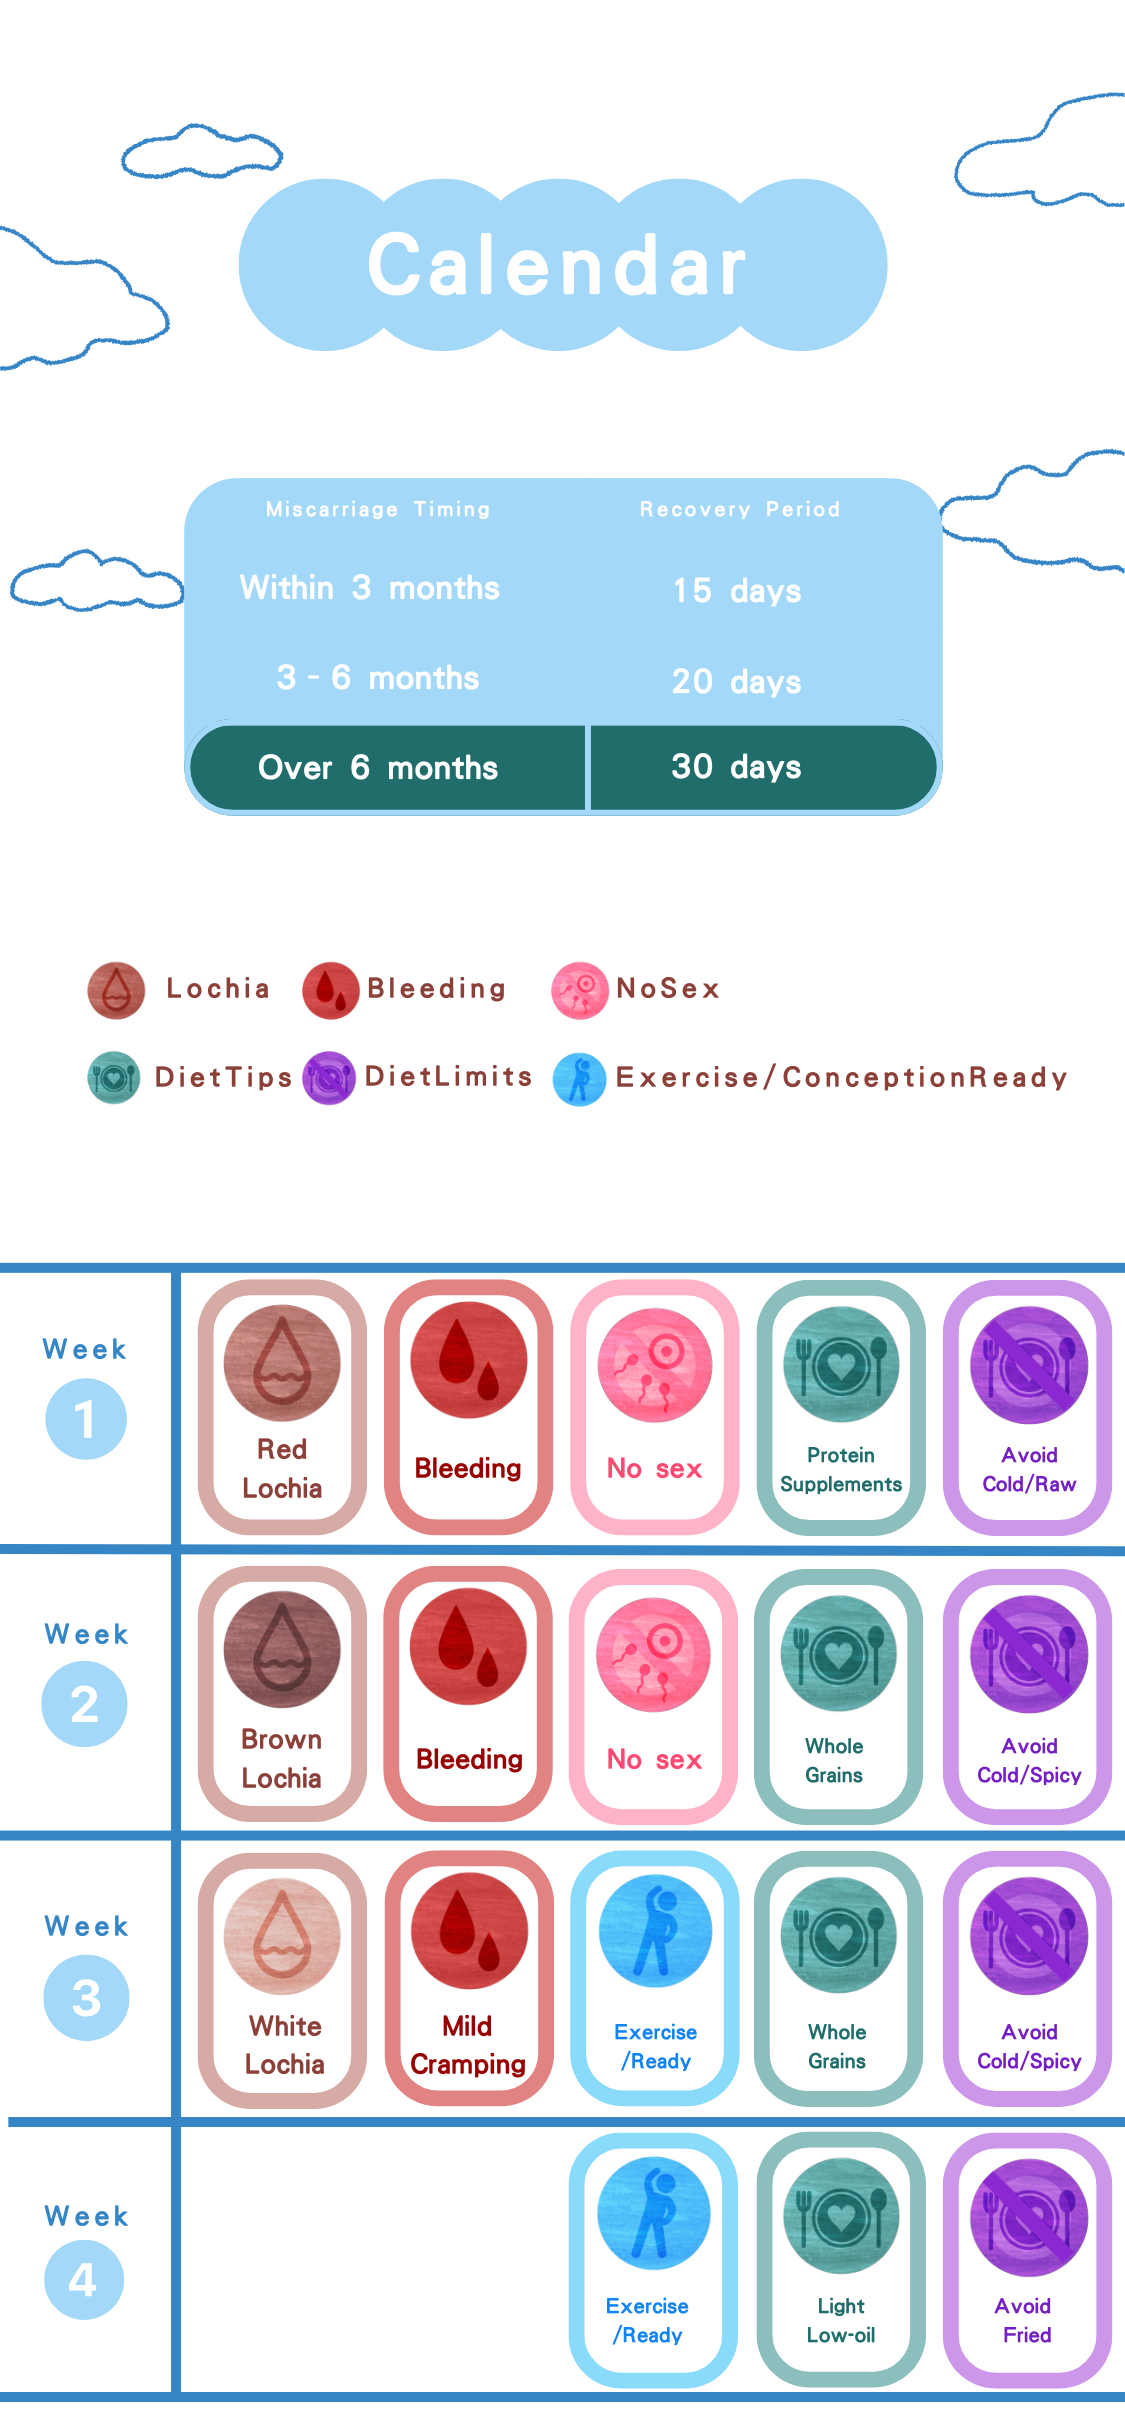 Calendar
Miscarriage Timing Recovery Period
Within 3 months 15 days
3 - 6 months 20 days
Over 6 months 30 days
Lochia Bleeding NoSex
DietTips DietLimits Exercise/ConceptionReady
Week
1
Red
Lochia
Bleeding
No sex
Protein
Supplements
Avoid
Cold/Raw
Week
2
Brown
Lochia
Bleeding
No sex
Whole
Grains
Avoid
Cold/Spicy
Week
3
White
Lochia
Mild
Cramping
Exercise
/Ready
Whole
Grains
Avoid
Cold/Spicy
Week
4
Exercise
/Ready
Light
Low-oil
Avoid
Fried